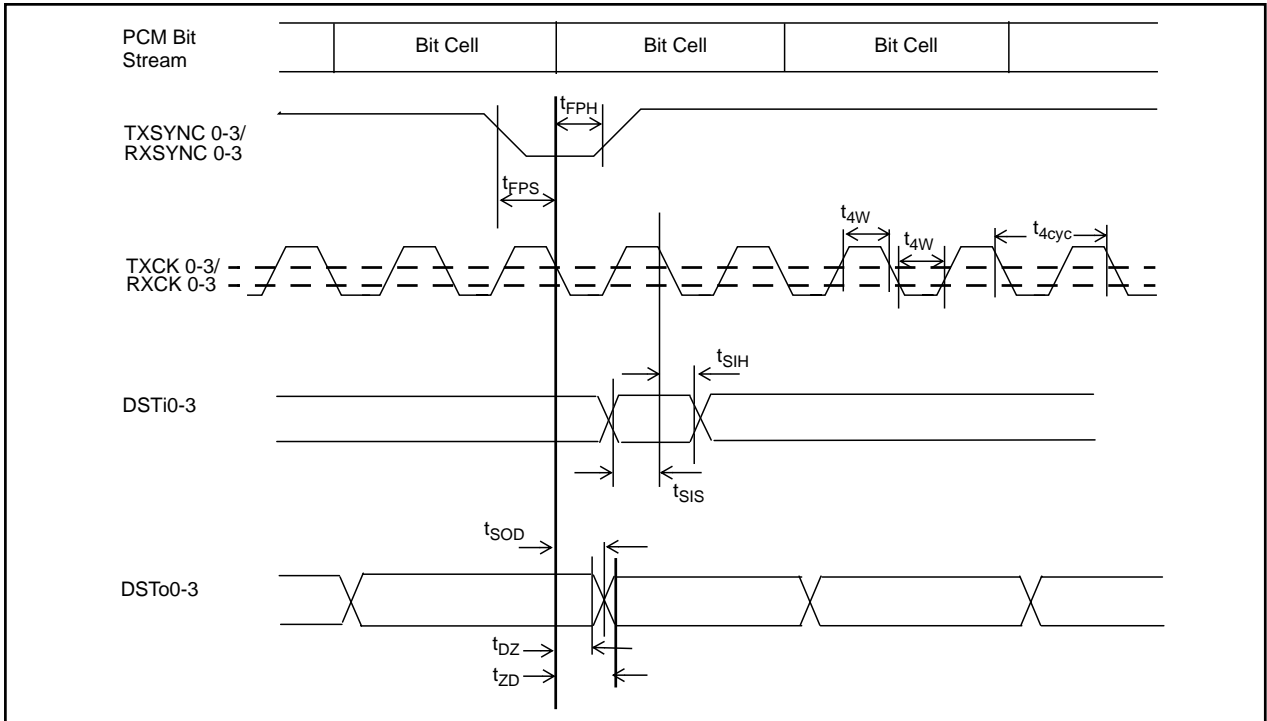 PCM Bit
Stream
Bit Cell
Bit Cell
Bit Cell
tFPH
TXSYNC 0-3/
RXSYNC 0-3
tFPS
t4W
t4W
t4cyc
TXCK 0-3/
RXCK 0-3
tSIH
DSTi0-3
tSIS
tSOD
DSTo0-3
tDZ
tZD